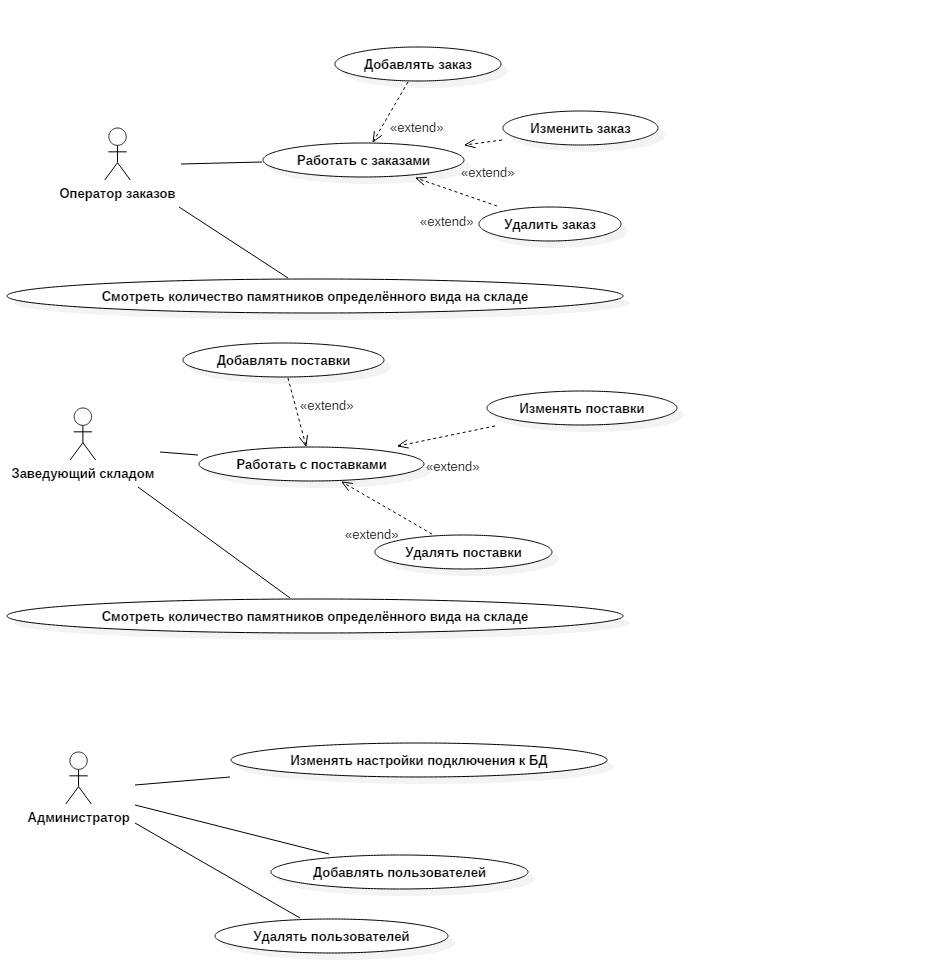 Добавлять заказ
«extend»
Изменить заказ
Работать с заказами
«extend»
Оператор заказов
«extend»
Удалить заказ
Смотреть количество памятников определённого вида на складе
Добавлять поставки
«extend»
Изменять поставки
Работать с поставками
«extend»
Заведующий складом
«extend»
Удалять поставки
Смотреть количество памятников определённого вида на складе
Изменять настройки подключения к БД
Администратор
Добавлять пользователей
Удалять пользователей